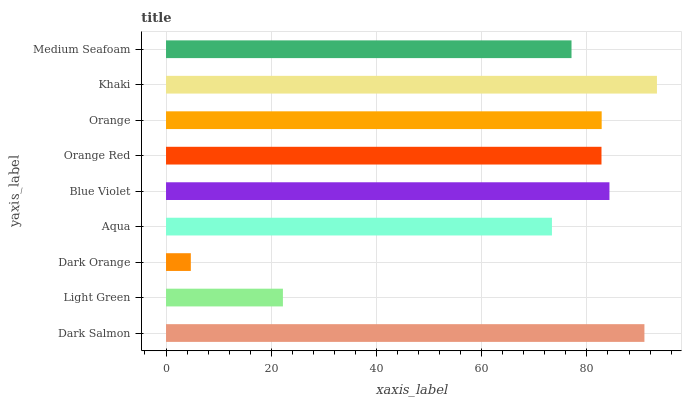 title
Medium Seafoam
Khaki
Orange
Orange Red
Blue Violet
Aqua
Dark Orange
Light Green
Dark Salmon
yaxis_label
0 20 40 60 80
xaxis_label